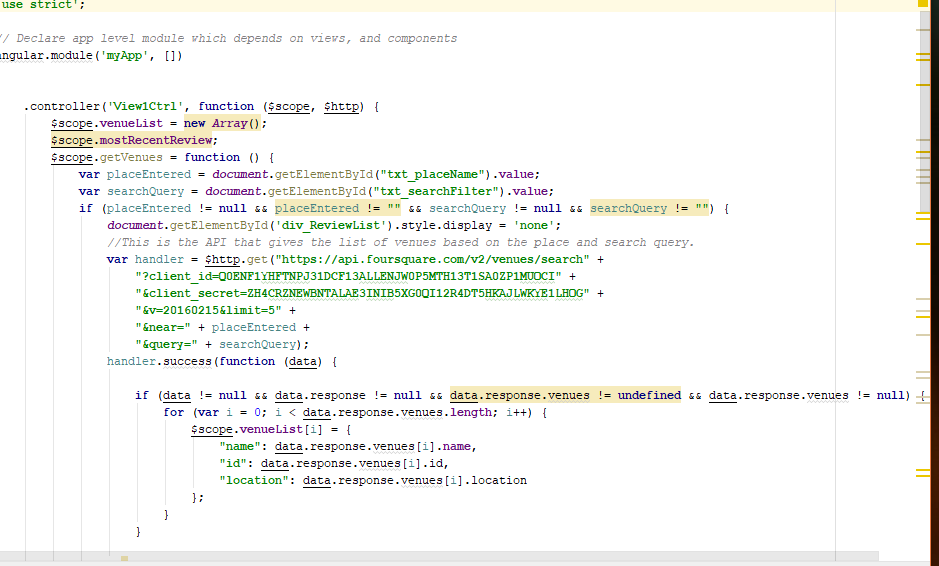 use strict';
// Declare app level module which depends on views, and components
angular.module('myApp', [])
.controller('View1Ctrl', function ($scope, $http) {
$scope.venueList = new Array();
$scope.mostRecentReview;
$scope.getVenues = function () {
var placeEntered = document.getElementById("txt_placeName").value;
var searchQuery = document.getElementById("txt_searchFilter").value;
if (placeEntered != null && placeEntered != "" && searchQuery != null && searchQuery != "") {
document.getElementById('div_ReviewList').style.display = 'none';
//This is the API that gives the list of venues based on the place and search query.
var handler = $http.get("https://api.foursquare.com/v2/venues/search" +
"?client_id=Q0ENF1YHFTNPJ31DCF13ALLENJW0P5MTH13T1SA0ZP1MUOCI" +
"&client_secret=ZH4CRZNEWBNTALAE3INIB5XG0QI12R4DT5HKAJLWKYE1LHOG" +
"&v=20160215&limit=5" +
"&near=" + placeEntered +
"&query=" + searchQuery);
handler.success(function (data) {
if (data != null && data.response != null && data.response.venues != undefined && data.response.venues != null) {
for (var i = 0; i < data.response.venues.length; i++) {
$scope.venueList[i] = {
"name": data.response.venues[i].name,
"id": data.response.venues[i].id,
"location": data.response.venues[i].location
};
}
}